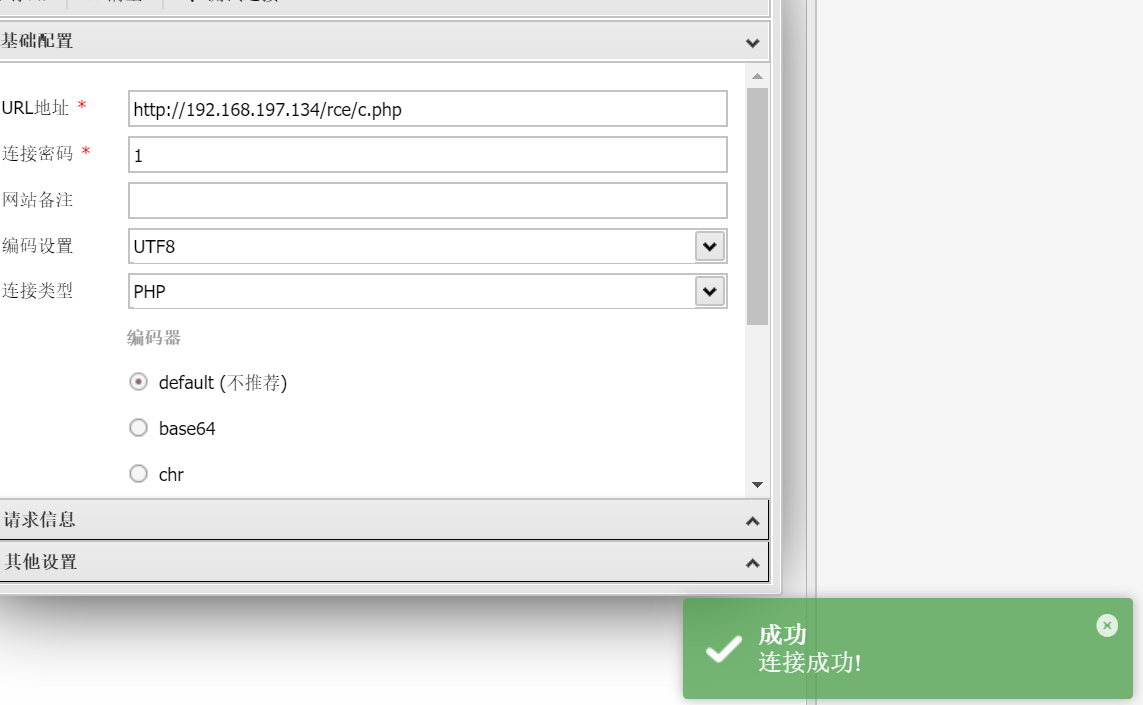 基础配置
URL地址 *
http://192.168.197.134/rce/c.php
连接密码 *
1
网站备注
编码设置
UTF8
连接类型
PHP
编码器
default (不推荐)
base64
chr
请求信息
其他设置
成功
连接成功!